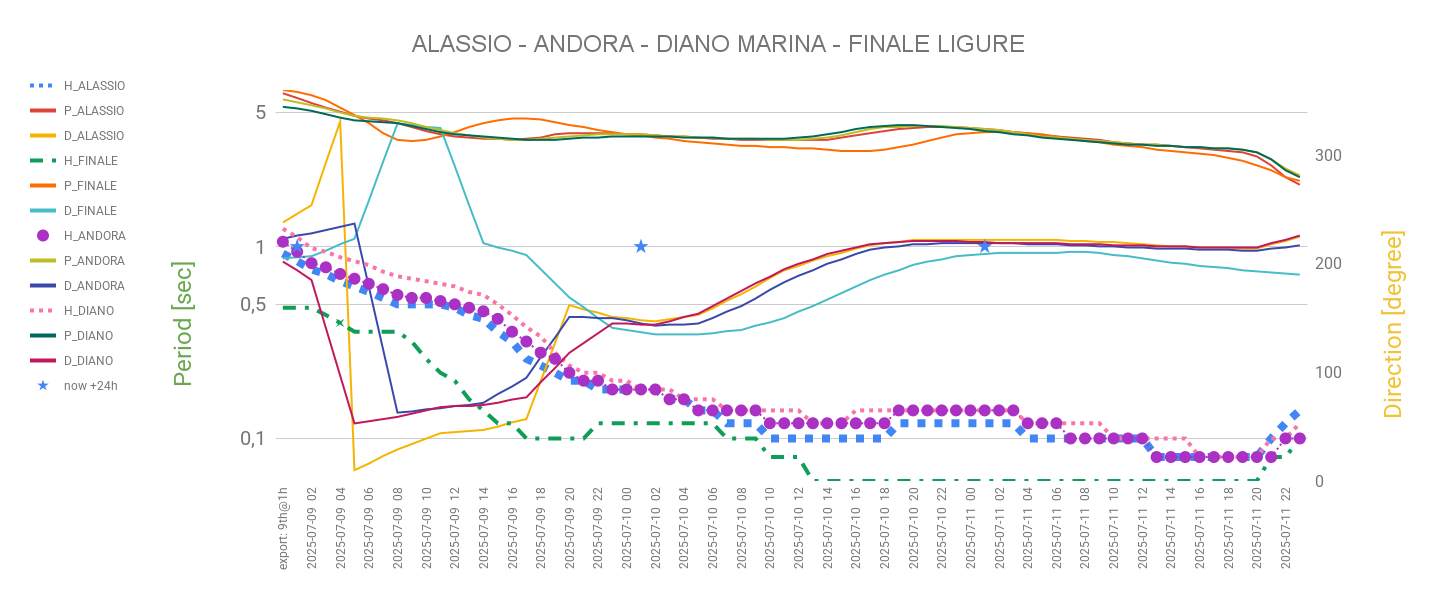 ALASSIO - ANDORA - DIANO MARINA - FINALE LIGURE
H_ALASSIO
P_ALASSIO
D_ALASSIO
H_FINALE
P_FINALE
D_FINALE
H_ANDORA
P_ANDORA
D_ANDORA
H_DIANO
P_DIANO
D_DIANO
now +24h
Period [sec]
5
1
0,5
0,1
300
200
100
0
Direction [degree]
export: 9th@1h
2025-07-09 02
2025-07-09 04
2025-07-09 06
2025-07-09 08
2025-07-09 10
2025-07-09 12
2025-07-09 14
2025-07-09 16
2025-07-09 18
2025-07-09 20
2025-07-09 22
2025-07-10 00
2025-07-10 02
2025-07-10 04
2025-07-10 06
2025-07-10 08
2025-07-10 10
2025-07-10 12
2025-07-10 14
2025-07-10 16
2025-07-10 18
2025-07-10 20
2025-07-10 22
2025-07-11 00
2025-07-11 02
2025-07-11 04
2025-07-11 06
2025-07-11 08
2025-07-11 10
2025-07-11 12
2025-07-11 14
2025-07-11 16
2025-07-11 18
2025-07-11 20
2025-07-11 22